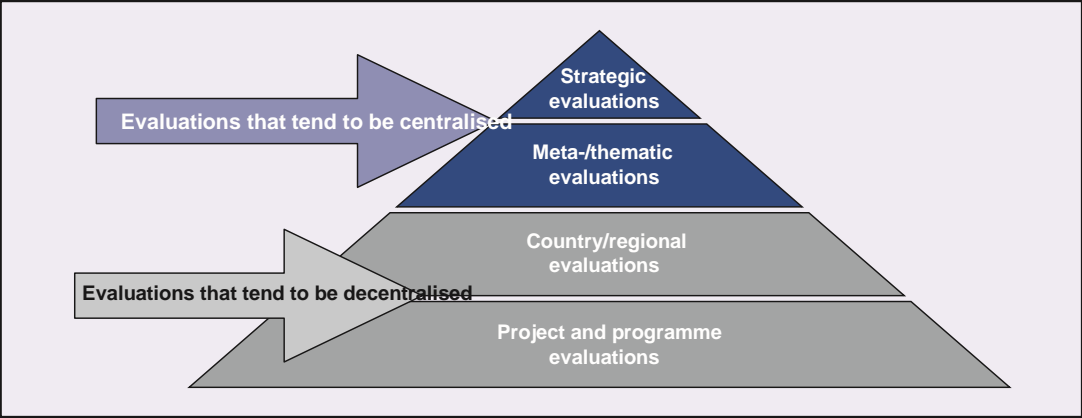 Strategic
evaluations
Evaluations that tend to be centralised
Meta-/thematic
evaluations
Country/regional
evaluations
Evaluations that tend to be decentralised
Project and programme
evaluations